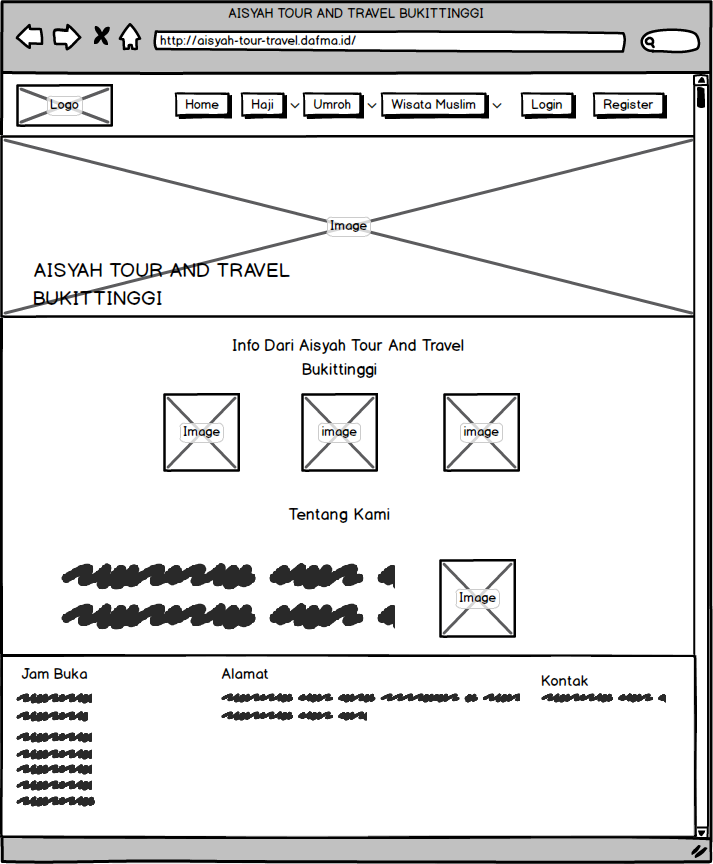 AISYAH TOUR AND TRAVEL BUKITTINGGI
http://aisyah-tour-travel.dafma.id/
Logo
Home
Haji
Umroh
Wisata Muslim
Login
Register
Image
AISYAH TOUR AND TRAVEL
BUKITTINGGI
Info Dari Aisyah Tour And Travel
Bukittinggi
Image
image
image
Tentang Kami
Image
Jam Buka
Alamat
Kontak